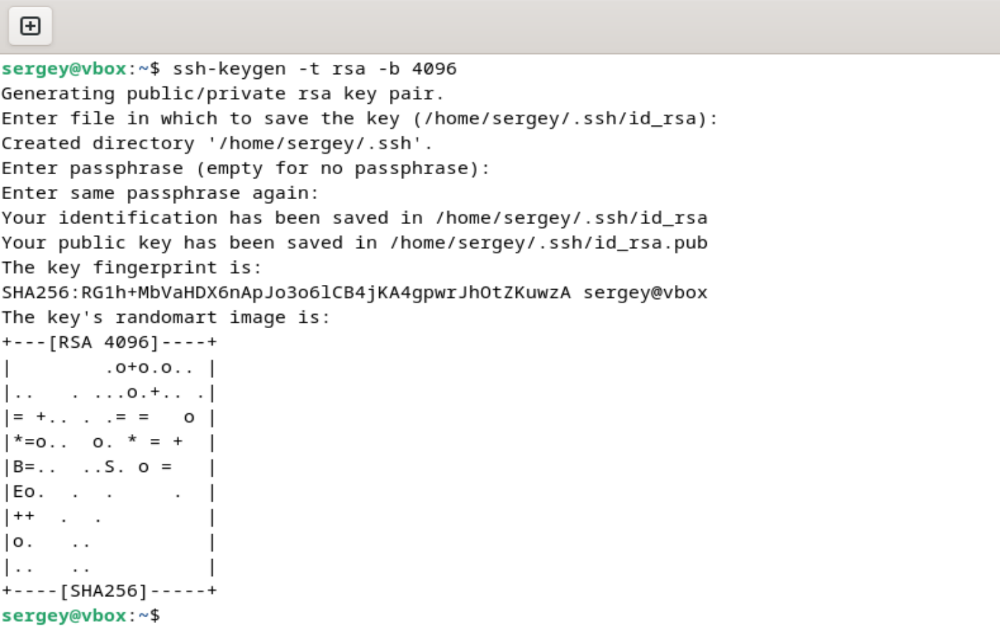 sergey@vbox:~$ ssh-keygen -t rsa -b 4096
Generating public/private rsa key pair.
Enter file in which to save the key (/home/sergey/.ssh/id_rsa):
Created directory '/home/sergey/.ssh'.
Enter passphrase (empty for no passphrase):
Enter same passphrase again:
Your identification has been saved in /home/sergey/.ssh/id_rsa
Your public key has been saved in /home/sergey/.ssh/id_rsa.pub
The key fingerprint is:
SHA256:RG1h+MbVaHDX6nApJo3o6lCB4jKA4gpwrJhOtZKuwzA sergey@vbox
The key's randomart image is:
+---[RSA 4096]----+
|        .o+o.o.. |
|..   . ...o.+.. .|
|= +.. . .= =   o |
|*=o..  o. * = +  |
|B=..  ..S. o =   |
|Eo.  .  .     .  |
|++  .  .         |
|o.   ..          |
|..   ..          |
+----[SHA256]-----+
sergey@vbox:~$